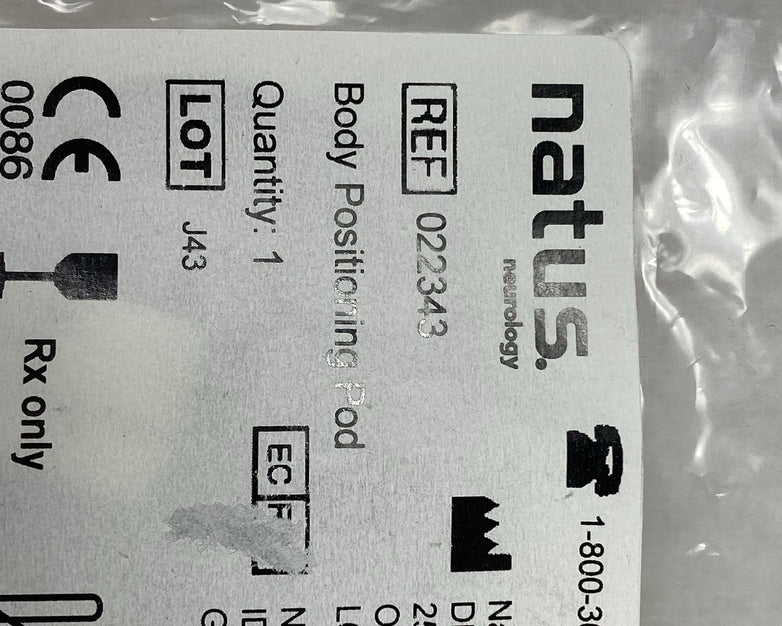 natus.
neurology
REF 022343
Body Positioning Pod
Quantity: 1
LOT J43
CE
0086
Rx only
EC
1-800-3